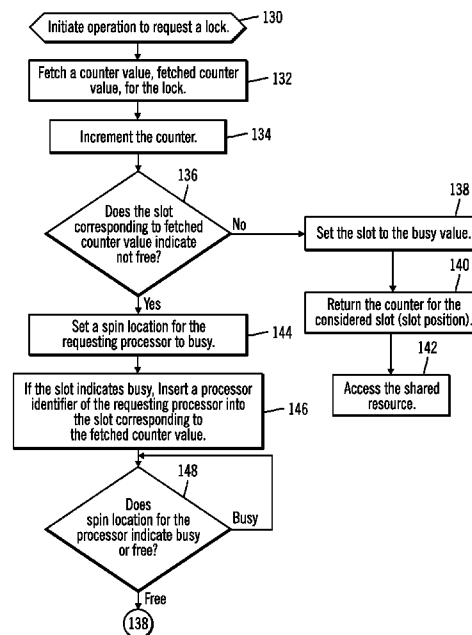 Initiate operation to request a lock.
130
Fetch a counter value, fetched counter
value, for the lock.
132
Increment the counter.
134
136
Does the slot
corresponding to fetched
counter value indicate
not free?
No
Yes
138
Set the slot to the busy value.
140
Return the counter for the
considered slot (slot position).
142
Access the shared
resource.
Set a spin location for the
requesting processor to busy.
144
If the slot indicates busy, Insert a processor
identifier of the requesting processor into
the slot corresponding to
the fetched counter value.
146
148
Does
spin location for the
processor indicate busy
or free?
Busy
Free
138